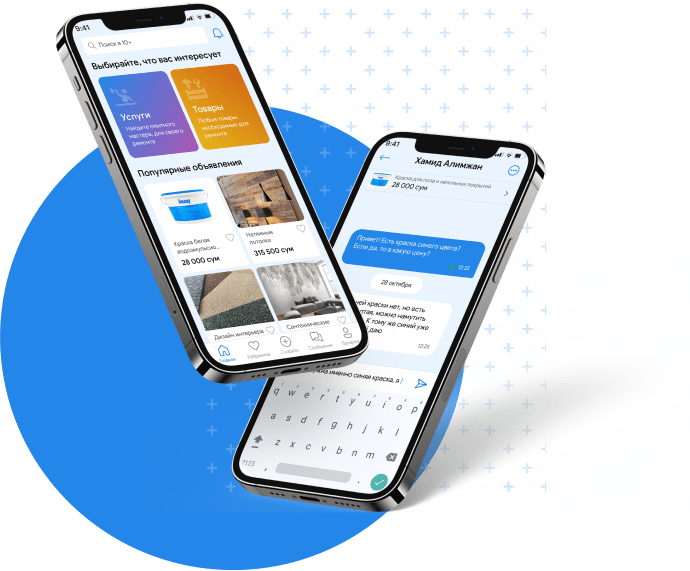 9:41
Поиск в 10+
Выбирайте, что вас интересует
Услуги
Найдите опытного
мастера, для своего
ремонта
Товары
Любые товары
необходимые для
ремонта
Популярные объявления
knauf
Краска белая
водоэмульсио...
28 000 сум
Натяжные
потолки
315 500 сум
Дизайн интерьера
Сантехнические
Главная
Избранное
Создать
Сообщения
9:41
Хамид Алимжан
Краска для пола и напольных покрытий
28 000 сум
Привет! Есть краска синего цвета?
Если да, то в какую цену?
12:25
28 октября
ней краски нет, но есть
можно намутить
К тому же синий уже
даю
12:25
жна именно синяя краска, я
q w e r t y u i o p
a s d f g h j k l
z x c v b n m
?123 , .